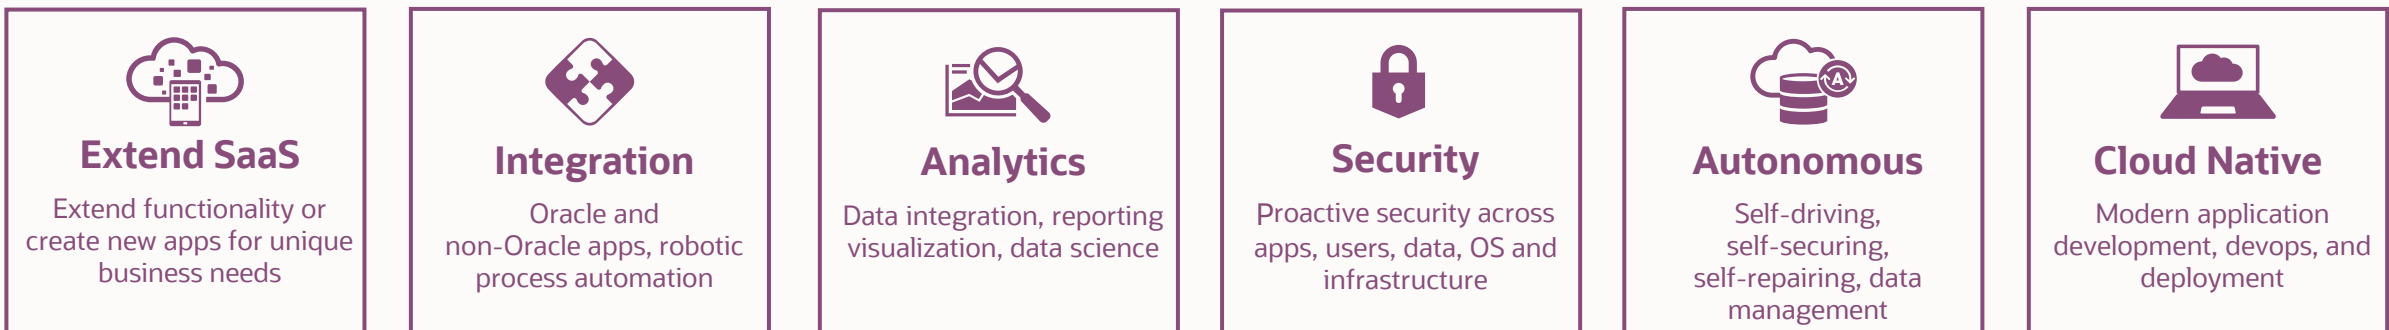 Extend SaaS
Extend functionality or
create new apps for unique
business needs
Integration
Oracle and
non-Oracle apps, robotic
process automation
Analytics
Data integration, reporting
visualization, data science
Security
Proactive security across
apps, users, data, OS and
infrastructure
A
Autonomous
Self-driving,
self-securing,
self-repairing, data
management
Cloud Native
Modern application
development, devops, and
deployment